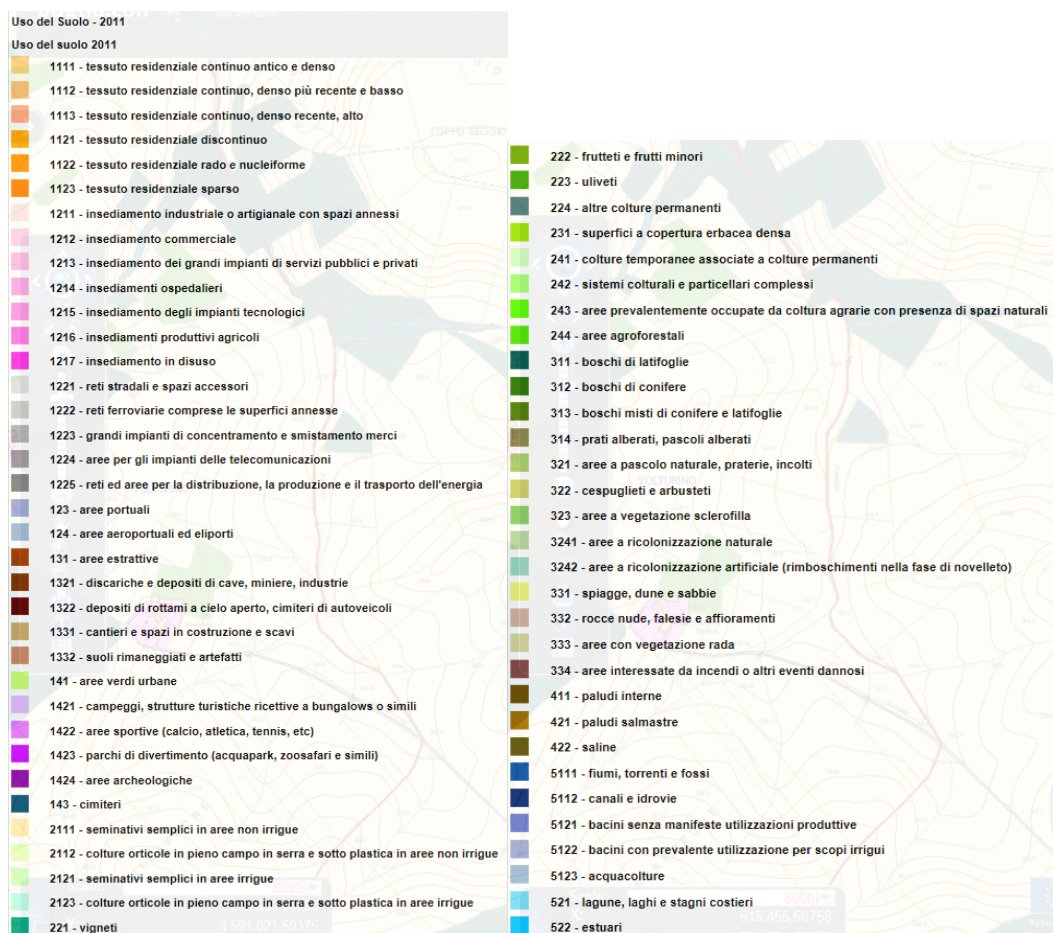 Uso del Suolo - 2011
Uso del suolo 2011
1111 - tessuto residenziale continuo antico e denso
1112 - tessuto residenziale continuo, denso più recente e basso
1113 - tessuto residenziale continuo, denso recente, alto
1121 - tessuto residenziale discontinuo
1122 - tessuto residenziale rado e nucleiforme
1123 - tessuto residenziale sparso
1211 - insediamento industriale o artigianale con spazi annessi
1212 - insediamento commerciale
1213 - insediamento dei grandi impianti di servizi pubblici e privati
1214 - insediamenti ospedalieri
1215 - insediamento degli impianti tecnologici
1216 - insediamenti produttivi agricoli
1217 - insediamento in disuso
1221 - reti stradali e spazi accessori
1222 - reti ferroviarie comprese le superfici annesse
1223 - grandi impianti di concentramento e smistamento merci
1224 - aree per gli impianti delle telecomunicazioni
1225 - reti ed aree per la distribuzione, la produzione e il trasporto dell'energia
123 - aree portuali
124 - aree aeroportuali ed eliporti
131 - aree estrattive
1321 - discariche e depositi di cave, miniere, industrie
1322 - depositi di rottami a cielo aperto, cimiteri di autoveicoli
1331 - cantieri e spazi in costruzione e scavi
1332 - suoli rimaneggiati e artefatti
141 - aree verdi urbane
1421 - campeggi, strutture turistiche ricettive a bungalows o simili
1422 - aree sportive (calcio, atletica, tennis, etc)
1423 - parchi di divertimento (acquapark, zoosafari e simili)
1424 - aree archeologiche
143 - cimiteri
2111 - seminativi semplici in aree non irrigue
2112 - colture orticole in pieno campo in serra e sotto plastica in aree non irrigue
2121 - seminativi semplici in aree irrigue
2123 - colture orticole in pieno campo in serra e sotto plastica in aree irrigue
221 - vigneti
TOPPO SEGGIO
8000
4.591.021,59375
222 - frutteti e frutti minori
223 - uliveti
224 - altre colture permanenti
231 - superfici a copertura erbacea densa
241 - colture temporanee associate a colture permanenti
242 - sistemi colturali e particellari complessi
243 - aree prevalentemente occupate da coltura agrarie con presenza di spazi naturali
244 - aree agroforestali
311 - boschi di latifoglie
312 - boschi di conifere
313 - boschi misti di conifere e latifoglie
314 - prati alberati, pascoli alberati
321 - aree a pascolo naturale, praterie, incolti
322 - cespuglieti e arbusteti
323 - aree a vegetazione sclerofilla
3241 - aree a ricolonizzazione naturale
3242 - aree a ricolonizzazione artificiale (rimboschimenti nella fase di novelleto)
331 - spiagge, dune e sabbie
332 - rocce nude, falesie e affioramenti
333 - aree con vegetazione rada
334 - aree interessate da incendi o altri eventi dannosi
411 - paludi interne
421 - paludi salmastre
422 - saline
5111 - fiumi, torrenti e fossi
5112 - canali e idrovie
5121 - bacini senza manifeste utilizzazioni produttive
5122 - bacini con prevalente utilizzazione per scopi irrigui
5123 - acquacolture
521 - lagune, laghi e stagni costieri
522 - estuari
VOLTURINO
8000
X:
515.455,50758